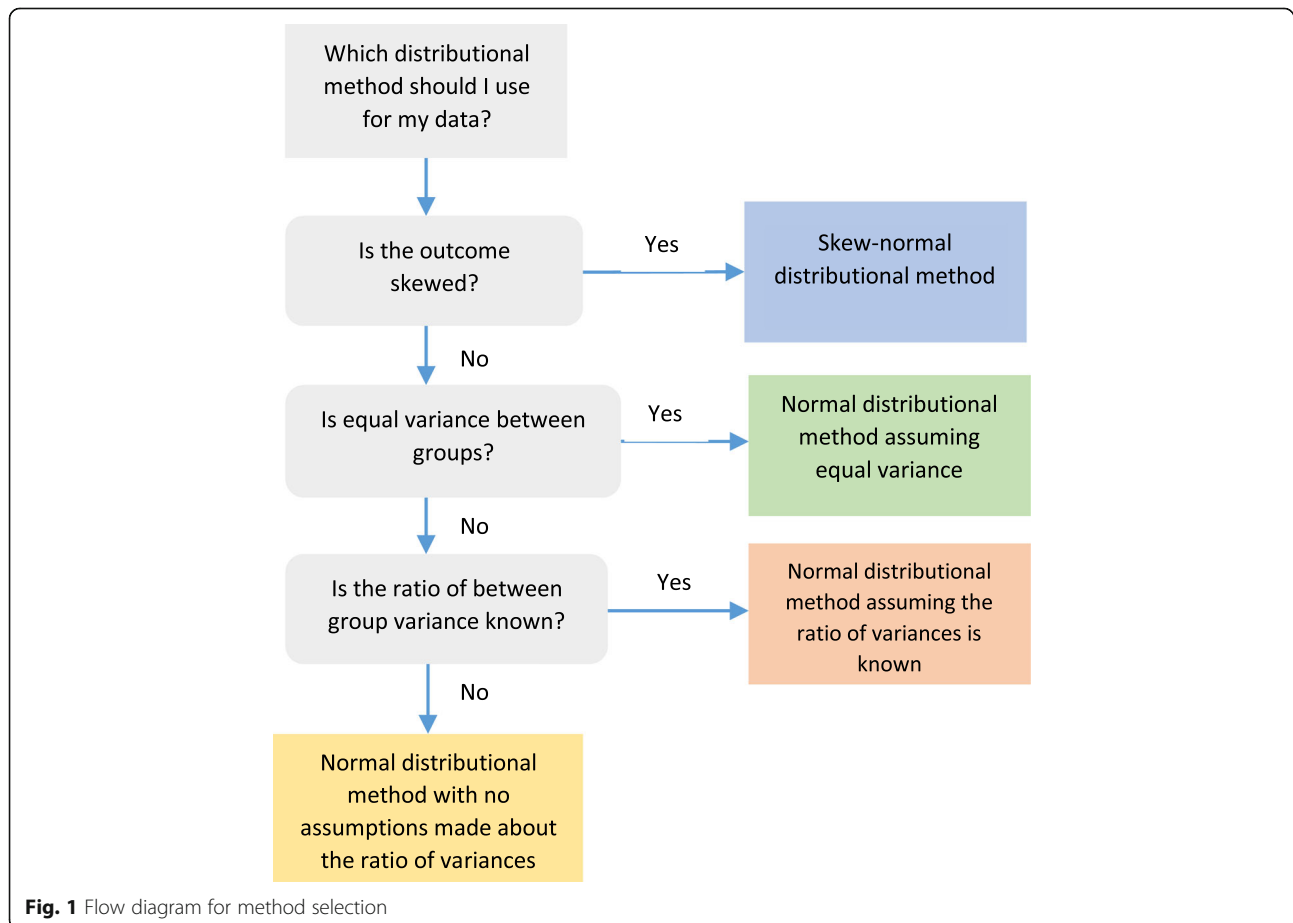 Which distributional
method should I use
for my data?
Is the outcome
skewed?
Yes
Skew-normal
distributional method
No
Is equal variance between
groups?
Yes
Normal distributional
method assuming
equal variance
No
Is the ratio of between
group variance known?
Yes
Normal distributional
method assuming the
ratio of variances is
known
No
Normal distributional
method with no
assumptions made about
the ratio of variances
Fig. 1 Flow diagram for method selection